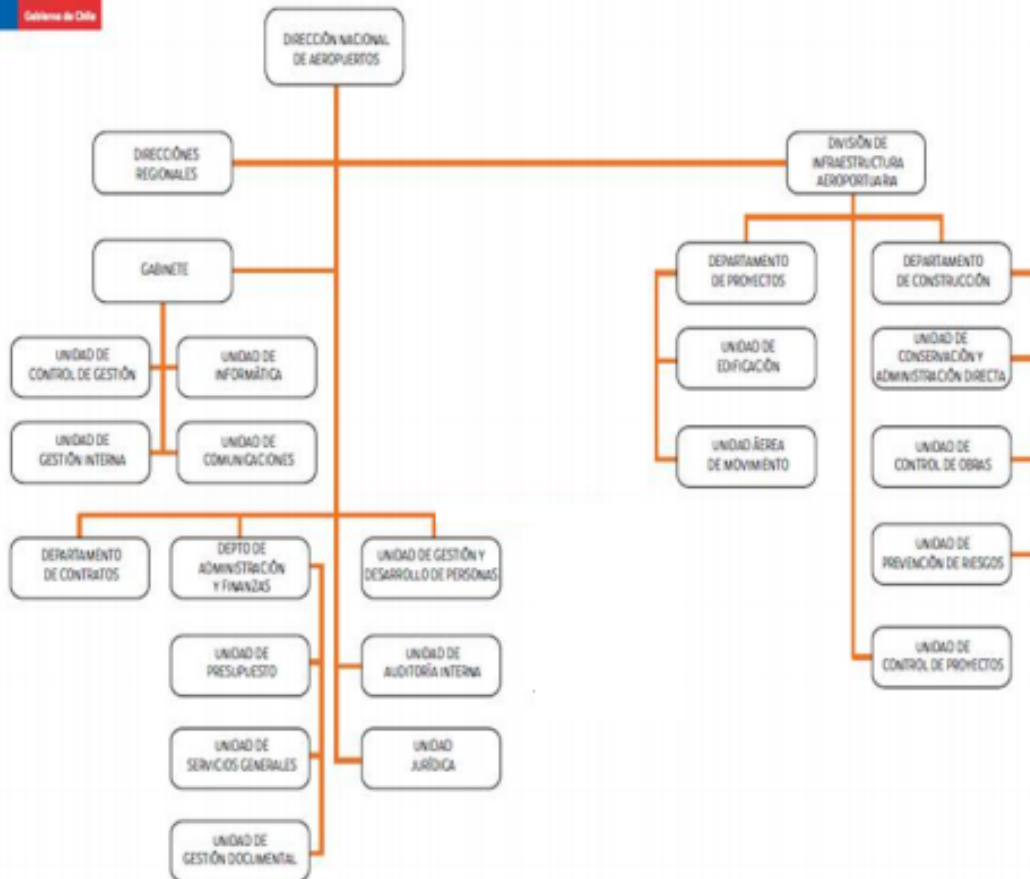 Gobierno de Chile
DIRECCIÓN NACIONAL
DE AEROPUERTOS
DIRECCIÓNES
REGIONALES
DIVISIÓN DE
INFRAESTRUCTURA
AEROPORTUARIA
GABINETE
DEPARTAMENTO
DE PROYECTOS
DEPARTAMENTO
DE CONSTRUCCIÓN
UNIDAD DE
CONTROL DE GESTIÓN
UNIDAD DE
INFORMÁTICA
UNIDAD DE
EDIFICACIÓN
UNIDAD DE
CONSERVACIÓN Y
ADMINISTRACIÓN DIRECTA
UNIDAD DE
GESTIÓN INTERNA
UNIDAD DE
COMUNICACIONES
UNIDAD ÁEREA
DE MOVIMIENTO
UNIDAD DE
CONTROL DE OBRAS
DEPARTAMENTO
DE CONTRATOS
DEPTO DE
ADMINISTRACIÓN
Y FINANZAS
UNIDAD DE GESTIÓN Y
DESARROLLO DE PERSONAS
UNIDAD DE
PREVENCIÓN DE RIESGOS
UNIDAD DE
PRESUPUESTO
UNIDAD DE
AUDITORÍA INTERNA
UNIDAD DE
CONTROL DE PROYECTOS
UNIDAD DE
SERVICIOS GENERALES
UNIDAD
JURÍDICA
UNIDAD DE
GESTIÓN DOCUMENTAL